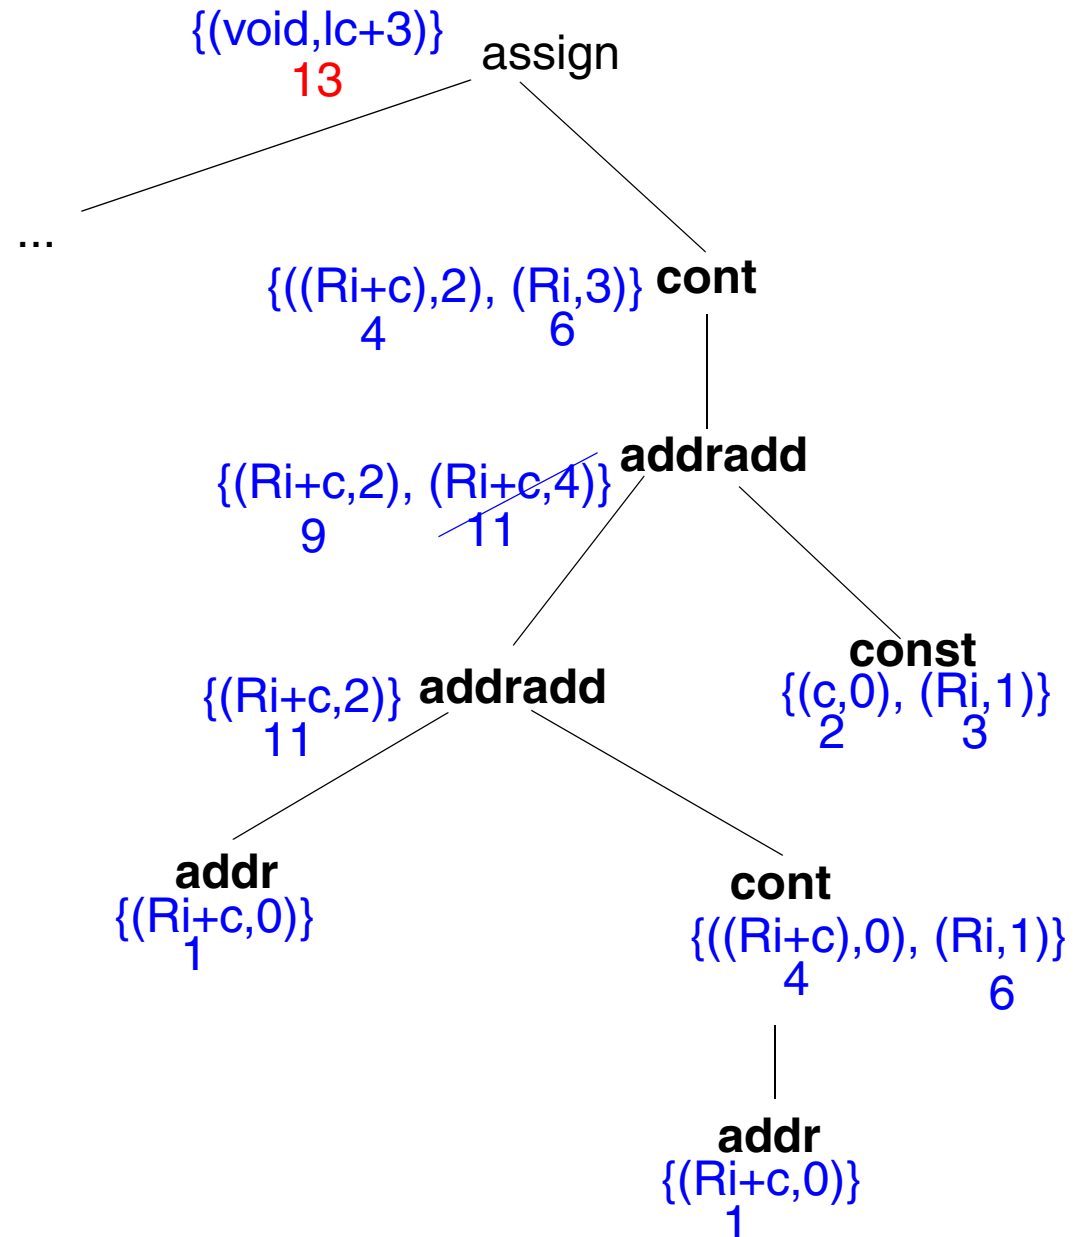 {(void,lc+3)} assign
13
...
{((Ri+c),2), (Ri,3)} cont
4 6
addradd
{(Ri+c,2), (Ri+c,4)}
9 11
const
{(Ri+c,2)} addradd {(c,0), (Ri,1)}
11 2 3
addr cont
{(Ri+c,0)} {((Ri+c),0), (Ri,1)}
1 4 6
addr
{(Ri+c,0)}
1